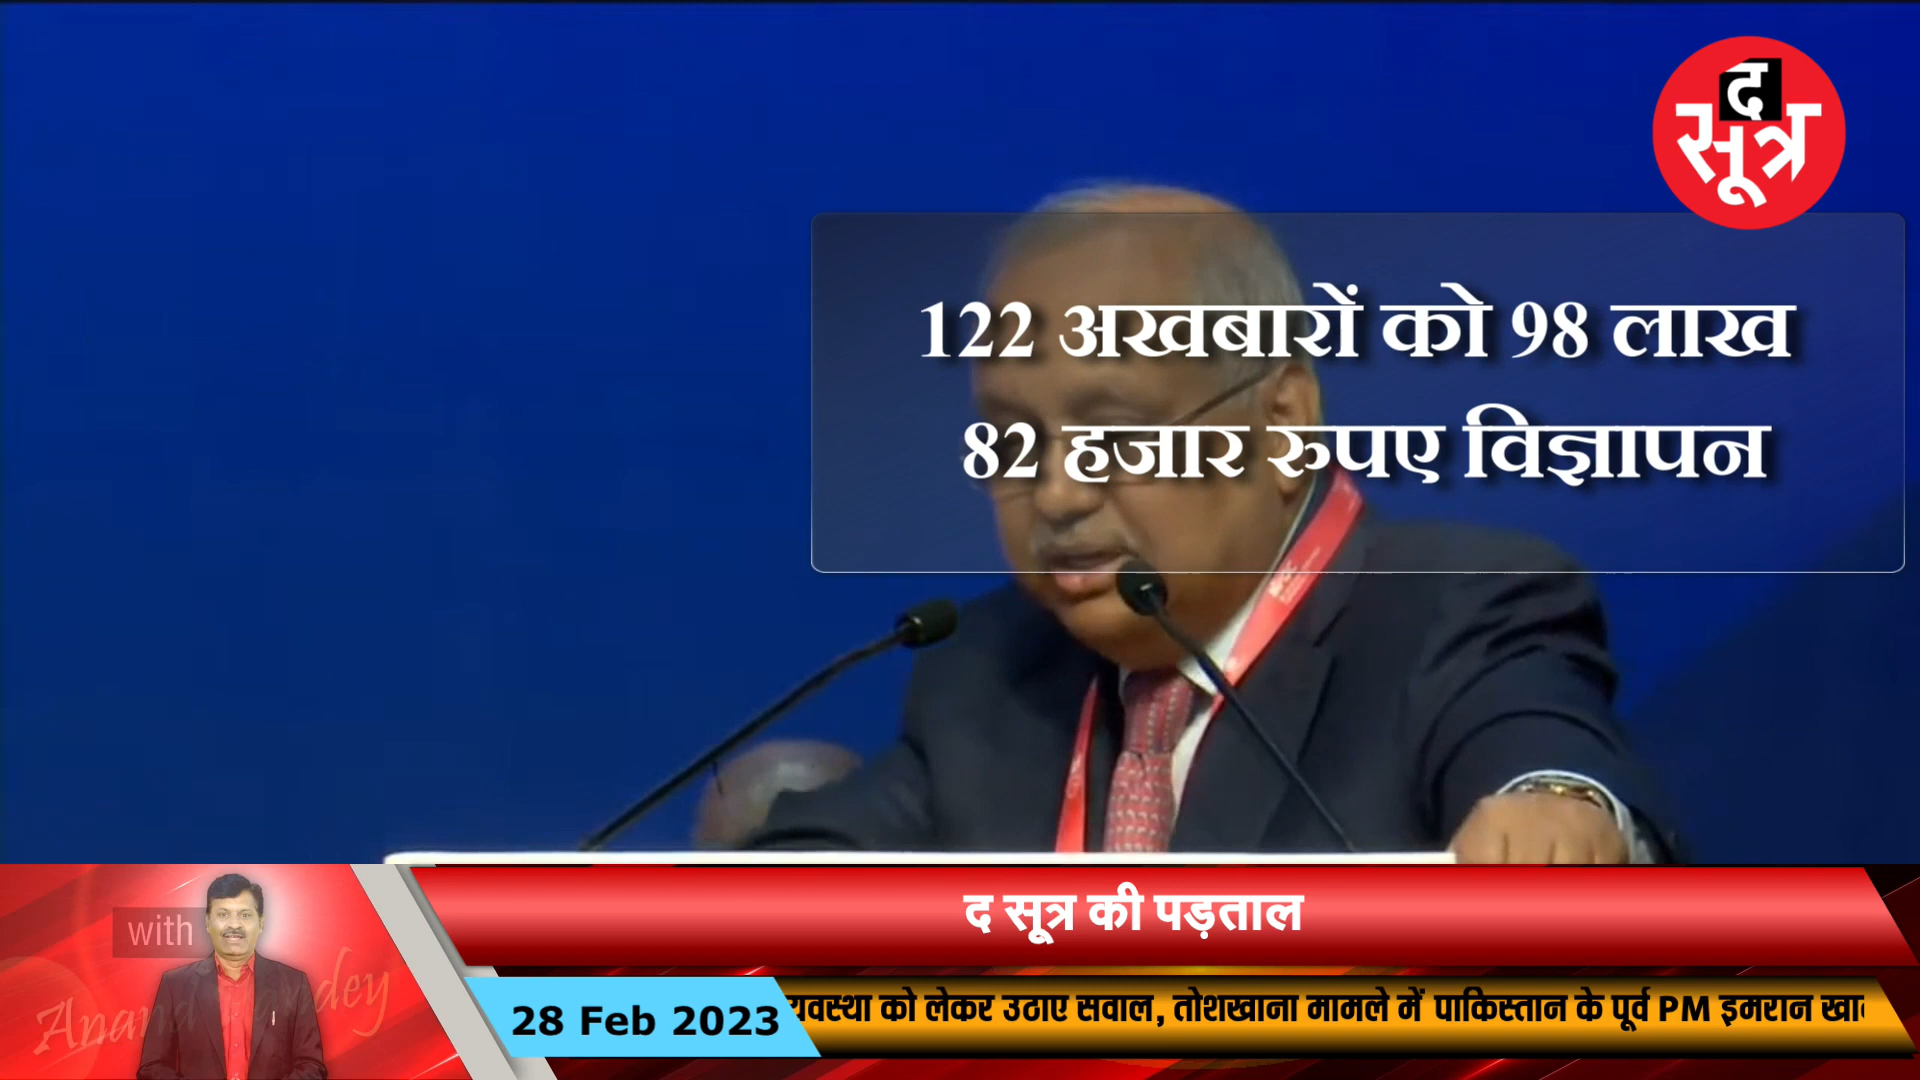 द
सूत्र
122 अखबारों को 98 लाख
82 हजार रुपए विज्ञापन
with
द सूत्र की पड़ताल
28 Feb 2023
को लेकर उठाए सवाल, तोशखाना मामले में पाकिस्तान के पूर्व PM इमरान